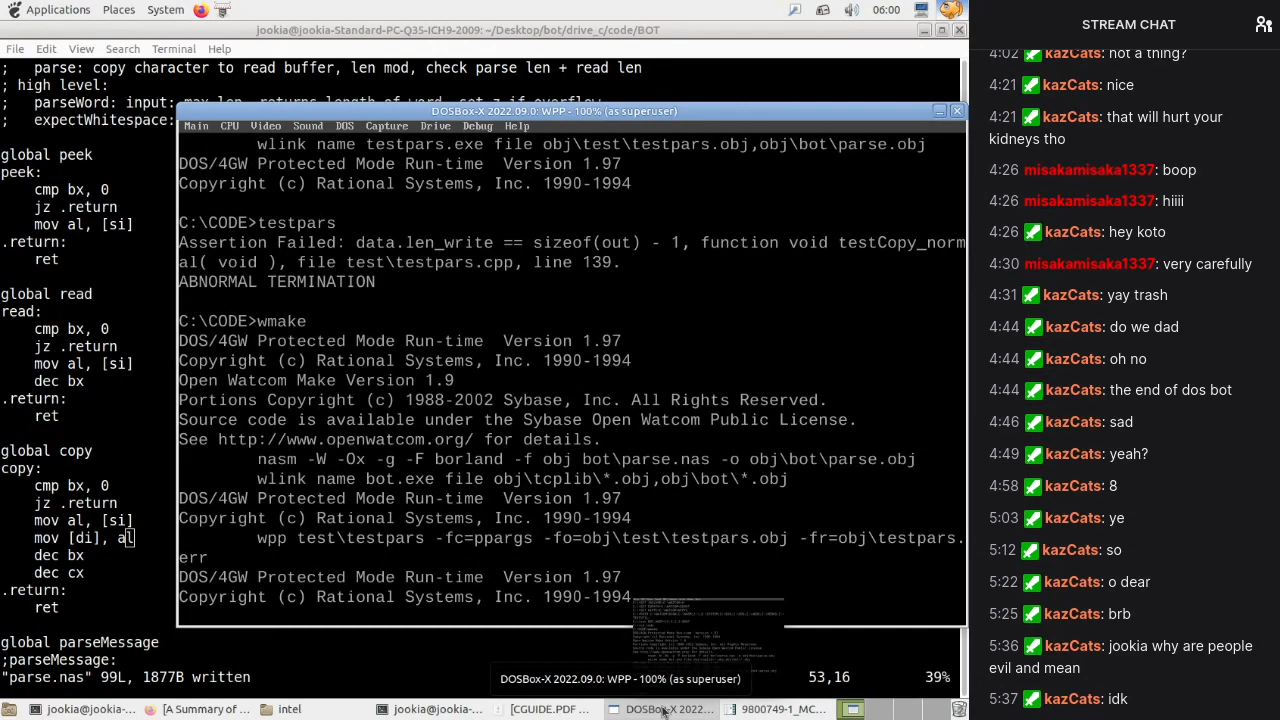 Applications Places System 06:00
jookia@jookia-Standard-PC-Q35-ICH9-2009: ~/Desktop/bot/drive_c/code/BOT
File Edit View Search Terminal Help
; parse: copy character to read buffer, len mod, check parse len + read len
; high level:
; parseWord: input: max len, returns length of word, set z if overflow
; expectWhitespace:
global peek
peek:
cmp bx, 0
jz .return
mov al, [si]
.return:
ret
global read
read:
cmp bx, 0
jz .return
mov al, [si]
dec bx
.return:
ret
global copy
copy:
cmp bx, 0
jz .return
mov al, [si]
mov [di], al
dec bx
dec cx
.return:
ret
global parseMessage
;parseMessage:
99L, 1877B written
53,16 39%
DOSBox-X 2022.09.0: WPP - 100% (as superuser)
Main CPU Video Sound DOS Capture Drive Debug Help
wlink name testpars.exe file obj\test\testpars.obj,obj\bot\parse.obj
DOS/4GW Protected Mode Run-time Version 1.97
Copyright (c) Rational Systems, Inc. 1990-1994
C:\CODE>testpars
Assertion Failed: data.len_write == sizeof(out) - 1, function void testCopy_norm
al( void ), file test\testpars.cpp, line 139.
ABNORMAL TERMINATION
C:\CODE>wmake
DOS/4GW Protected Mode Run-time Version 1.97
Copyright (c) Rational Systems, Inc. 1990-1994
Open Watcom Make Version 1.9
Portions Copyright (c) 1988-2002 Sybase, Inc. All Rights Reserved.
Source code is available under the Sybase Open Watcom Public License.
See http://www.openwatcom.org/ for details.
nasm -W -Ox -g -F borland -f obj bot\parse.nas -o obj\bot\parse.obj
wlink name bot.exe file obj\tcplib\*.obj,obj\bot\*.obj
DOS/4GW Protected Mode Run-time Version 1.97
Copyright (c) Rational Systems, Inc. 1990-1994
wpp test\testpars -fc=ppargs -fo=obj\test\testpars.obj -fr=obj\testpars.
err
DOS/4GW Protected Mode Run-time Version 1.97
Copyright (c) Rational Systems, Inc. 1990-1994
DOSBox-X 2022.09.0: WPP - 100% (as superuser)
jookia@jookia-... [A Summary of ... intel jookia@jookia-... [CGUIDE.PDF ... DOSBox-X 2022.... 9800749-1_MC...
STREAM CHAT
4:02 kazCats: not a thing?
4:21 kazCats: nice
4:21 kazCats: that will hurt your
kidneys tho
4:26 misakamisaka1337: boop
4:26 misakamisaka1337: hiiii
4:26 kazCats: hey koto
4:30 misakamisaka1337: very carefully
4:31 kazCats: yay trash
4:44 kazCats: do we dad
4:44 kazCats: oh no
4:44 kazCats: the end of dos bot
4:46 kazCats: sad
4:49 kazCats: yeah?
4:58 kazCats: 8
5:03 kazCats: ye
5:12 kazCats: so
5:22 kazCats: o dear
5:25 kazCats: brb
5:36 kazCats: jookia why are people
evil and mean
5:37 kazCats: idk